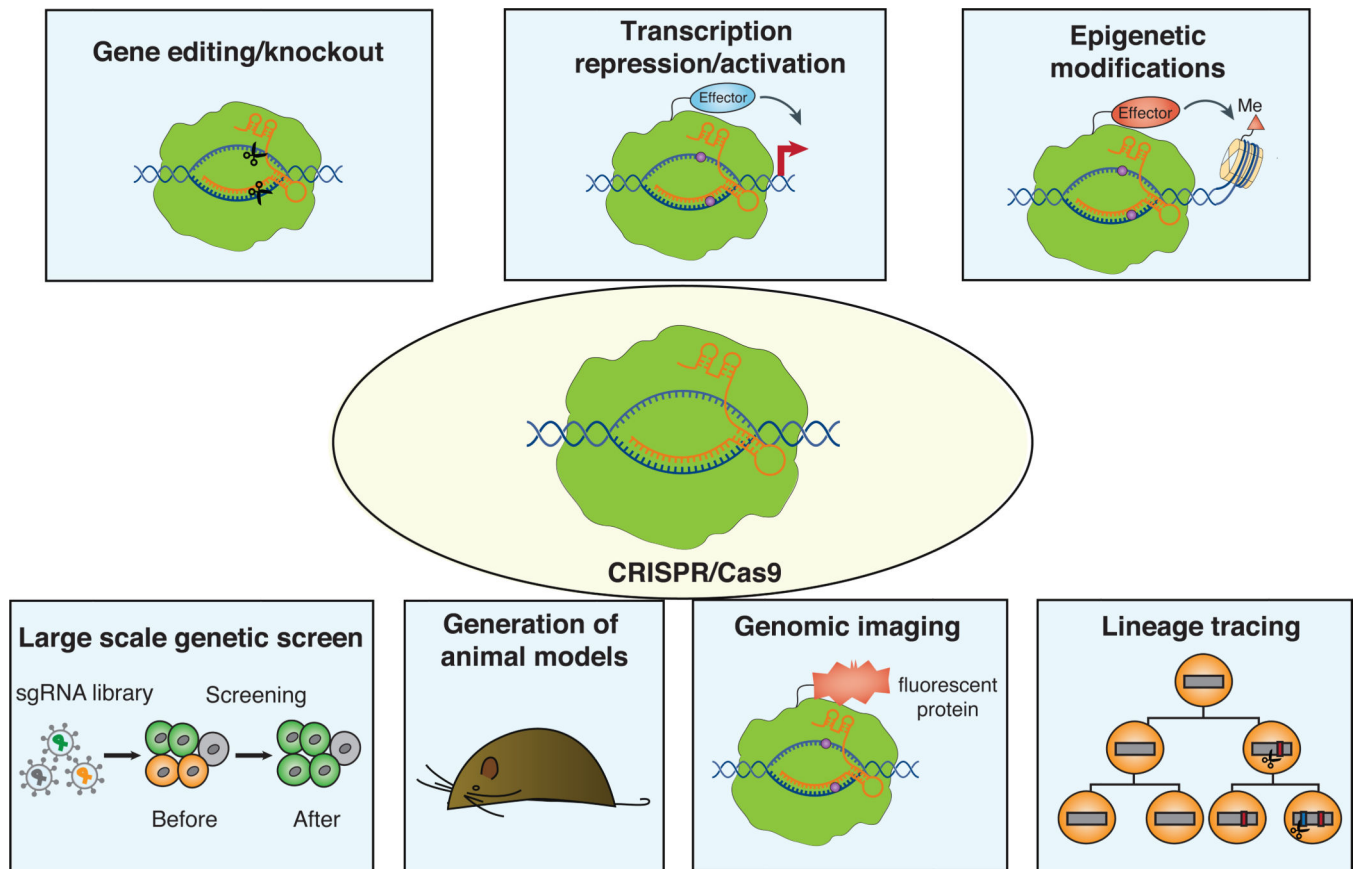 Gene editing/knockout
Transcription
repression/activation
Effector
Epigenetic
modifications
Effector
Me
CRISPR/Cas9
Large scale genetic screen
sgRNA library
Screening
Before
After
Generation of
animal models
Genomic imaging
fluorescent
protein
Lineage tracing